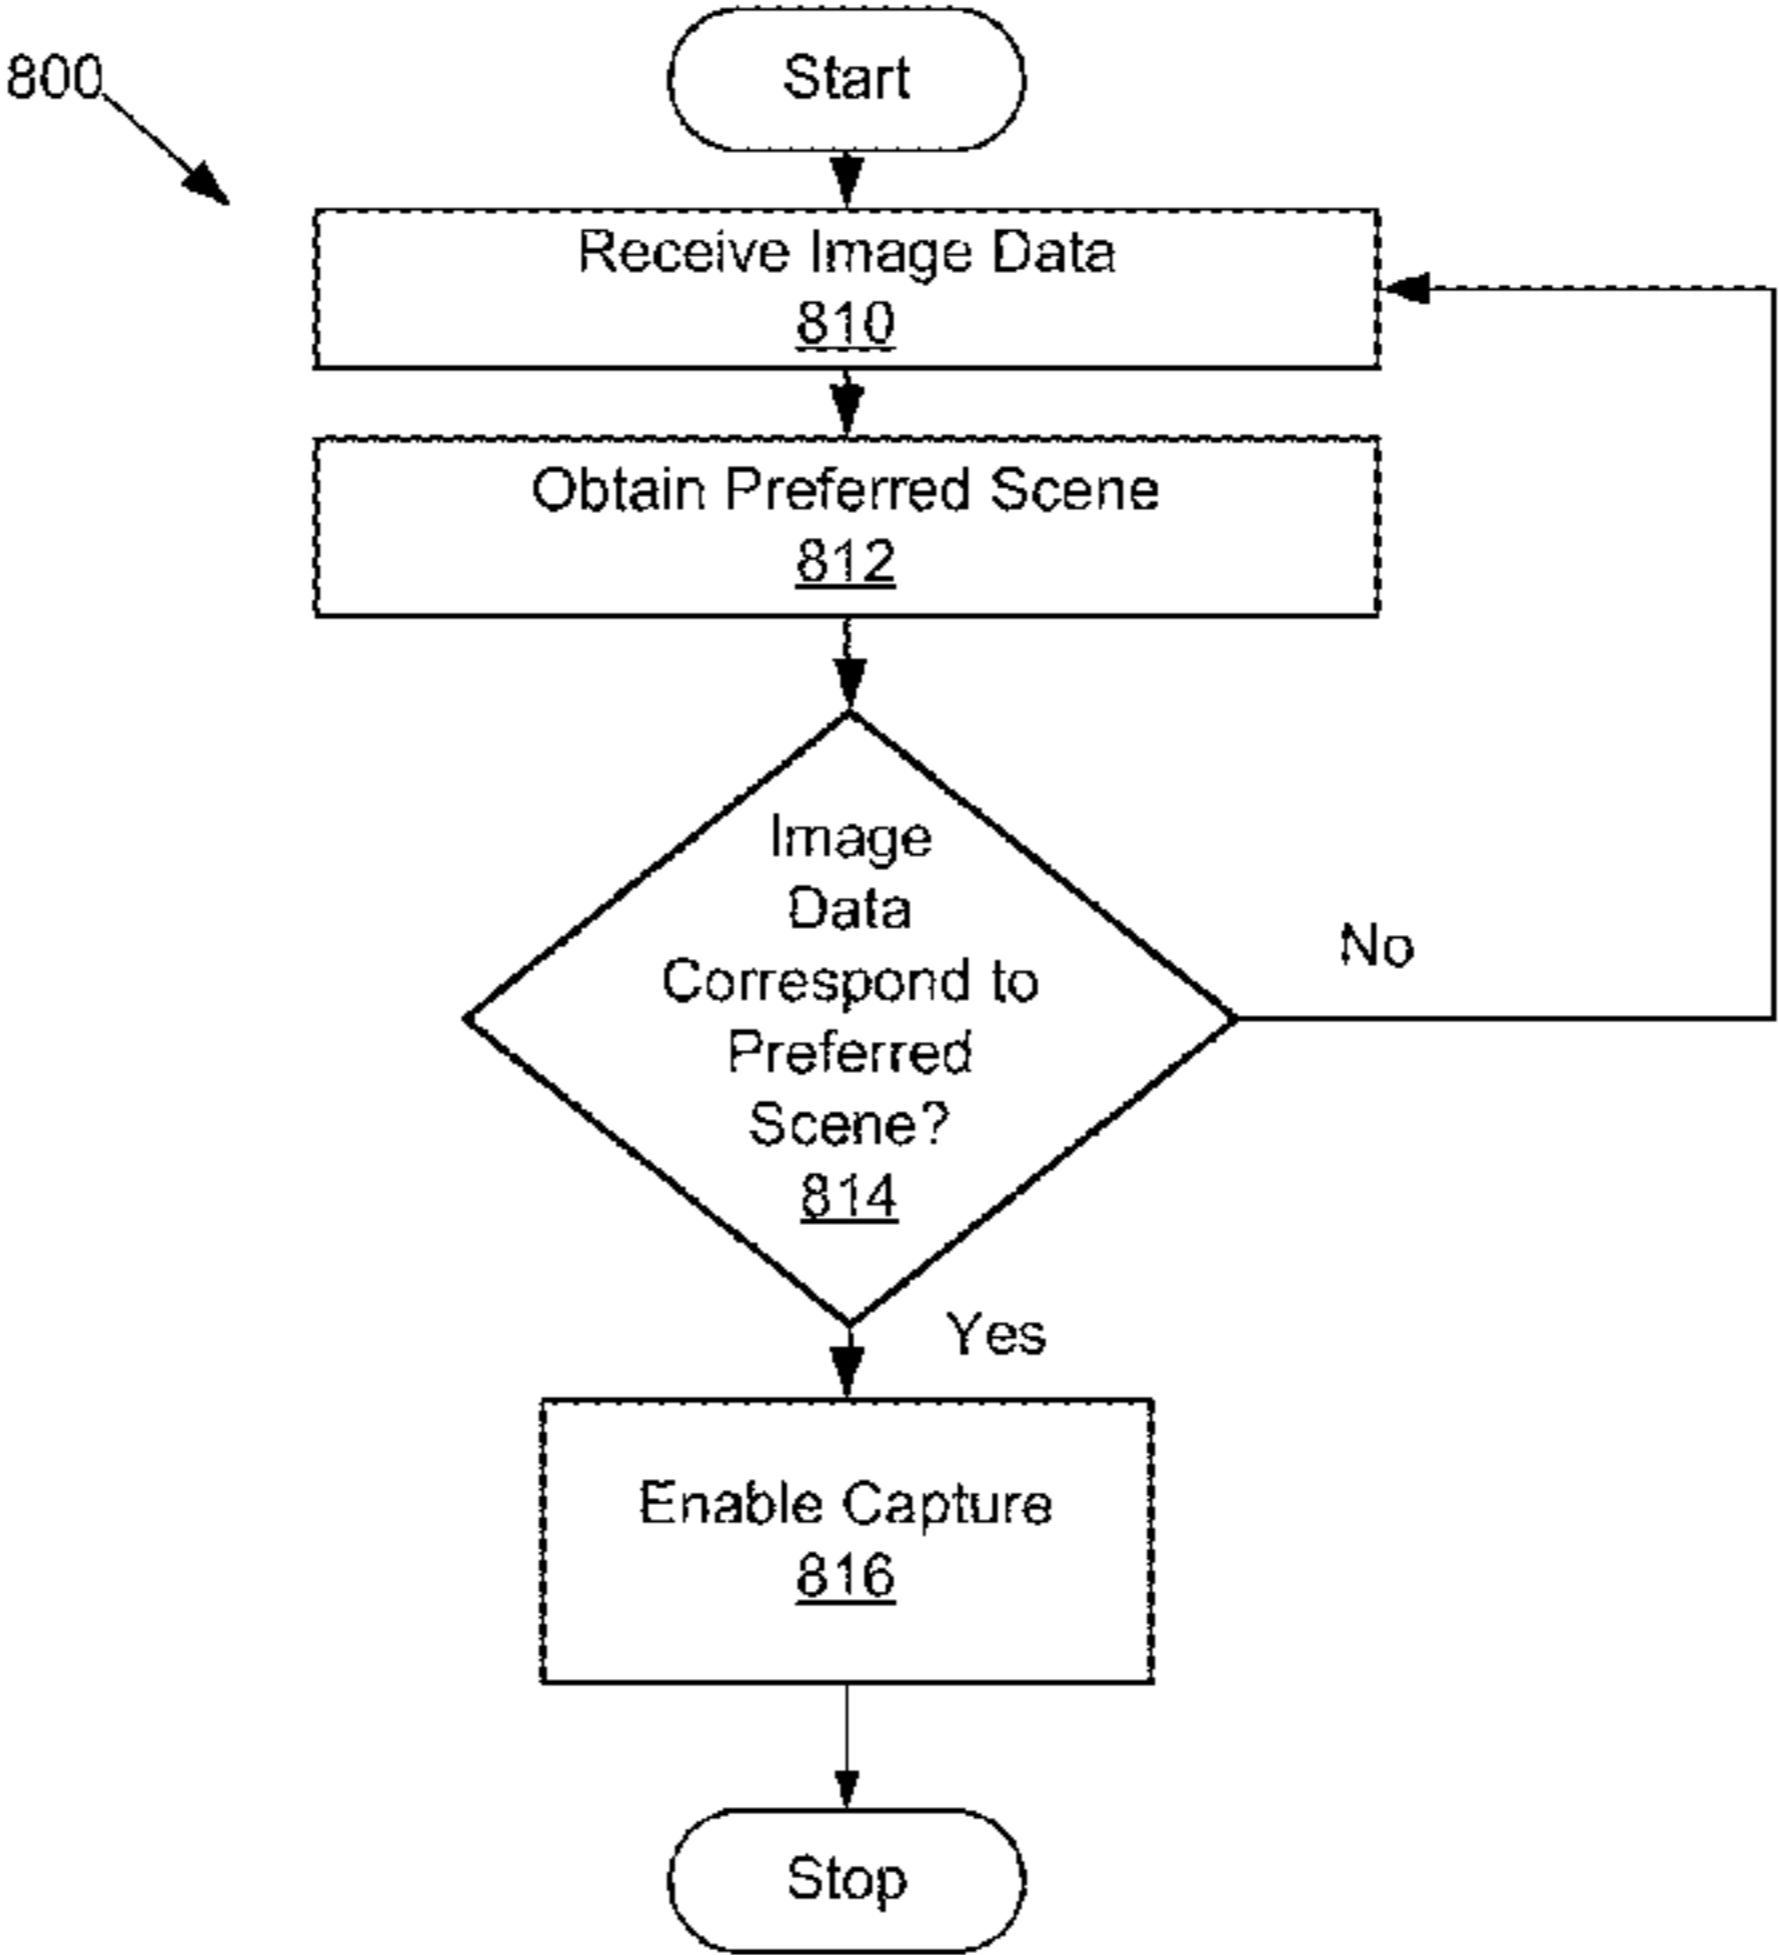 800
Start
Receive Image Data
810
Obtain Preferred Scene
812
Image
Data
Correspond to
Preferred
Scene?
814
No
Yes
Enable Capture
816
Stop